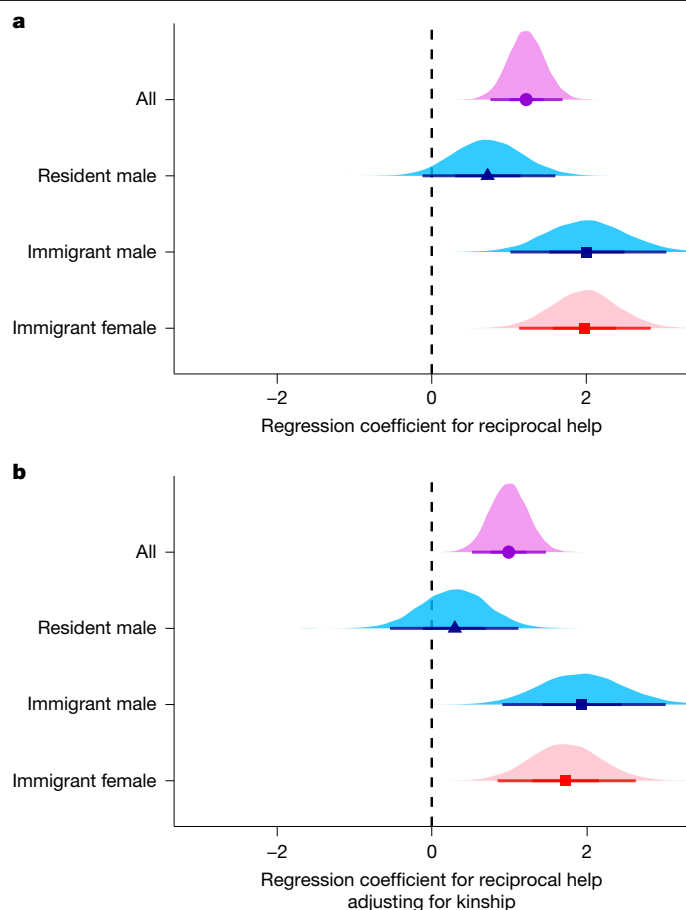 a
All
Resident male
Immigrant male
Immigrant female
−2 0 2
Regression coefficient for reciprocal help
b
All
Resident male
Immigrant male
Immigrant female
−2 0 2
Regression coefficient for reciprocal help
adjusting for kinship